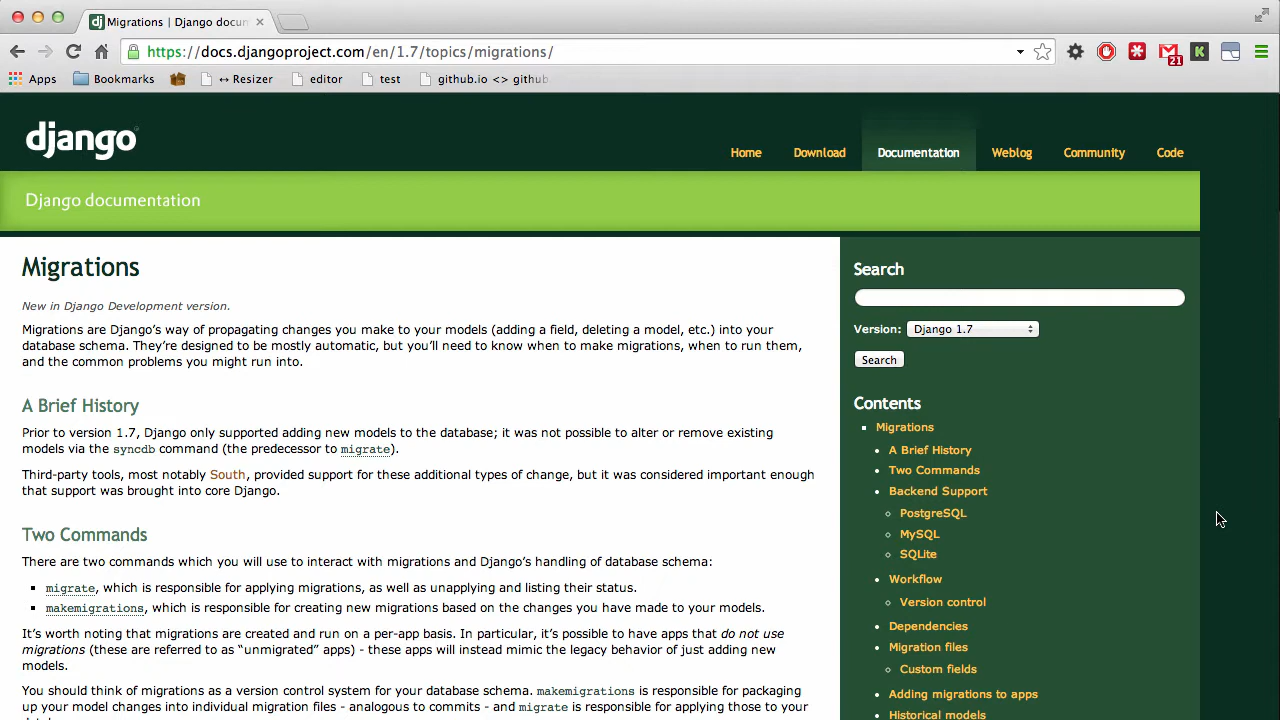 Migrations | Django docun
https://docs.djangoproject.com/en/1.7/topics/migrations/
21
K
Apps Bookmarks ↔ Resizer editor test github.io <> github
django
Home Download Documentation Weblog Community Code
Django documentation
Migrations
New in Django Development version.
Migrations are Django’s way of propagating changes you make to your models (adding a field, deleting a model, etc.) into your
database schema. They’re designed to be mostly automatic, but you’ll need to know when to make migrations, when to run them,
and the common problems you might run into.
A Brief History
Prior to version 1.7, Django only supported adding new models to the database; it was not possible to alter or remove existing
models via the syncdb command (the predecessor to migrate).
Third-party tools, most notably South, provided support for these additional types of change, but it was considered important enough
that support was brought into core Django.
Two Commands
There are two commands which you will use to interact with migrations and Django’s handling of database schema:
migrate, which is responsible for applying migrations, as well as unapplying and listing their status.
makemigrations, which is responsible for creating new migrations based on the changes you have made to your models.
It’s worth noting that migrations are created and run on a per-app basis. In particular, it’s possible to have apps that do not use
migrations (these are referred to as “unmigrated” apps) - these apps will instead mimic the legacy behavior of just adding new
models.
You should think of migrations as a version control system for your database schema. makemigrations is responsible for packaging
up your model changes into individual migration files - analogous to commits - and migrate is responsible for applying those to your
Search
Version: Django 1.7
Search
Contents
Migrations
A Brief History
Two Commands
Backend Support
PostgreSQL
MySQL
SQLite
Workflow
Version control
Dependencies
Migration files
Custom fields
Adding migrations to apps
Historical models